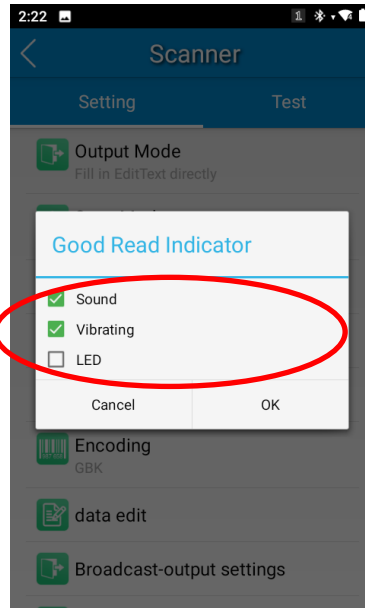 2:22
Scanner
Setting Test
Output Mode
Fill in EditText directly
Good Read Indicator
Sound
Vibrating
LED
Cancel OK
Encoding
GBK
data edit
Broadcast-output settings